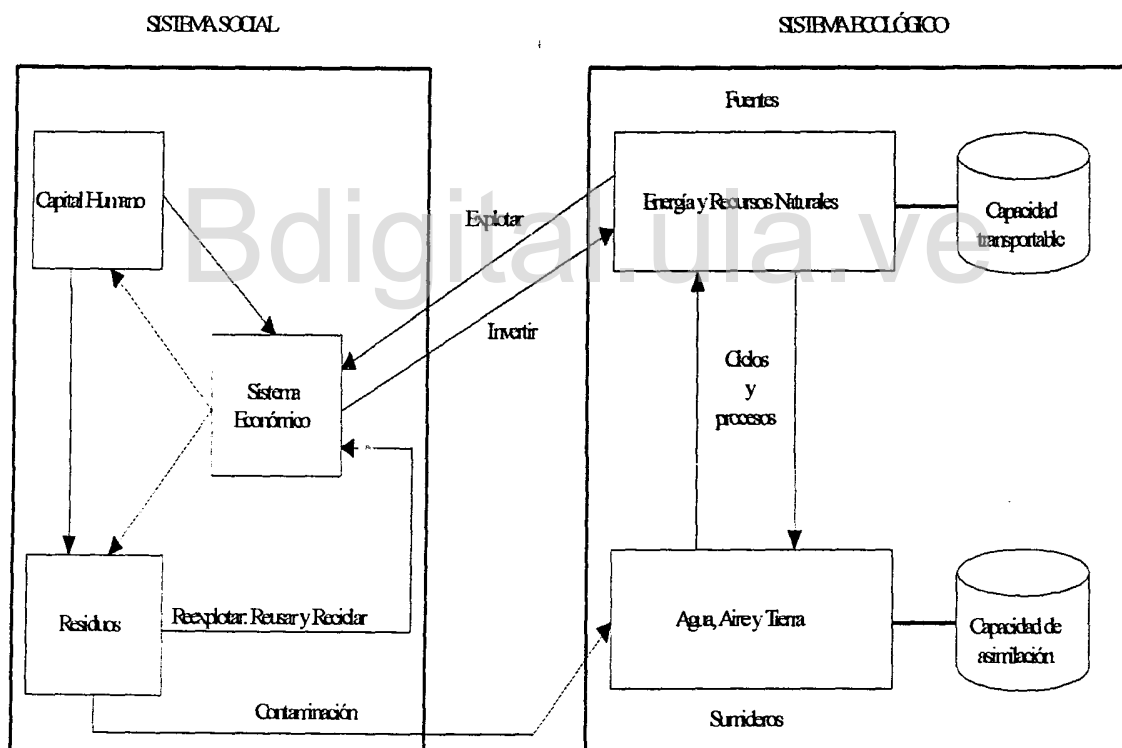 SISTEMA SOCIAL
SISTEMA ECOLÓGICO
Fuentes
Capital Humano
Explotar
Energía y Recursos Naturales
Capacidad
transportable
Bdigital.ula.ve
Invertir
Sistema
Económico
Ciclos
y
procesos
Residuos
Reexplotar: Reusar y Reciclar
Agua, Aire y Tierra
Capacidad de
asimilación
Contaminación
Sumideros